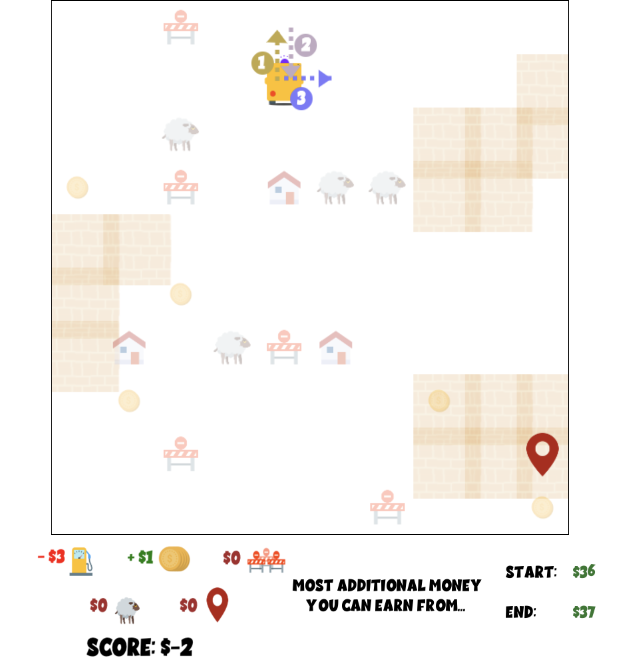 1
2
3
- $3
+ $1
$0
$0
$0
SCORE: $-2
MOST ADDITIONAL MONEY
YOU CAN EARN FROM...
START: $36
END: $37